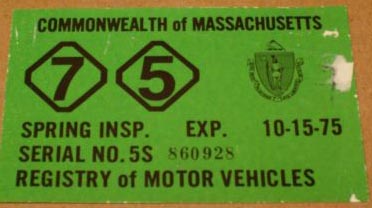 COMMONWEALTH of MASSACHUSETTS
7 5
SPRING INSP. EXP. 10-15-75
SERIAL NO. 5S 860928
REGISTRY of MOTOR VEHICLES